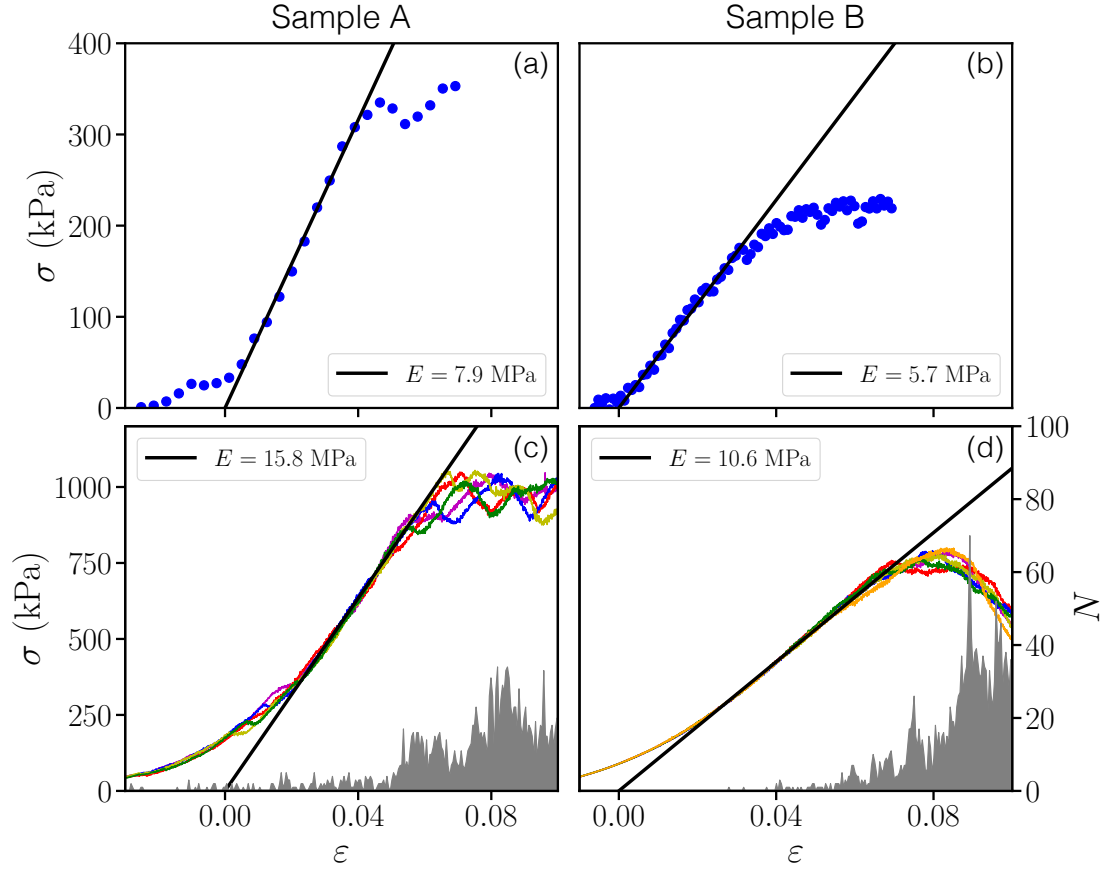 Sample A
Sample B
400
300
200
100
0
σ (kPa)
(a)
E = 7.9 MPa
(b)
E = 5.7 MPa
1000
750
500
250
0
σ (kPa)
E = 15.8 MPa
(c)
0.00
0.04
0.08
ε
E = 10.6 MPa
(d)
100
80
60
40
20
0
N
0.00
0.04
0.08
ε